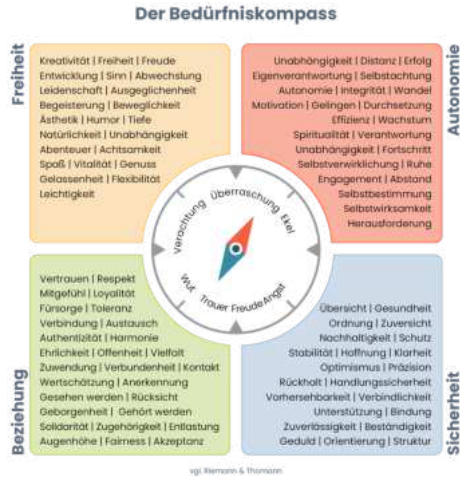 Der Bedürfniskompass
Freiheit
Kreativität | Freiheit | Freude
Entwicklung | Sinn | Abwechslung
Leidenschaft | Ausgeglichenheit
Begeisterung | Beweglichkeit
Ästhetik | Humor | Tiefe
Natürlichkeit | Unabhängigkeit
Abenteuer | Achtsamkeit
Spaß | Vitalität | Genuss
Gelassenheit | Flexibilität
Leichtigkeit
Autonomie
Unabhängigkeit | Distanz | Erfolg
Eigenverantwortung | Selbstachtung
Autonomie | Integrität | Wandel
Motivation | Gelingen | Durchsetzung
Effizienz | Wachstum
Spiritualität | Verantwortung
Unabhängigkeit | Fortschritt
Selbstverwirklichung | Ruhe
Engagement | Abstand
Selbstbestimmung
Selbstwirksamkeit
Herausforderung
Verachtung Überraschung Ekel
Wut Trauer Freude Angst
Beziehung
Vertrauen | Respekt
Mitgefühl | Loyalität
Fürsorge | Toleranz
Verbindung | Austausch
Authentizität | Harmonie
Ehrlichkeit | Offenheit | Vielfalt
Zuwendung | Verbundenheit | Kontakt
Wertschätzung | Anerkennung
Gesehen werden | Rücksicht
Geborgenheit | Gehört werden
Solidarität | Zugehörigkeit | Entlastung
Augenhöhe | Fairness | Akzeptanz
Sicherheit
Übersicht | Gesundheit
Ordnung | Zuversicht
Nachhaltigkeit | Schutz
Stabilität | Hoffnung | Klarheit
Optimismus | Präzision
Rückhalt | Handlungssicherheit
Vorhersehbarkeit | Verbindlichkeit
Unterstützung | Bindung
Zuverlässigkeit | Beständigkeit
Geduld | Orientierung | Struktur
vgl. Riemann & Thomann